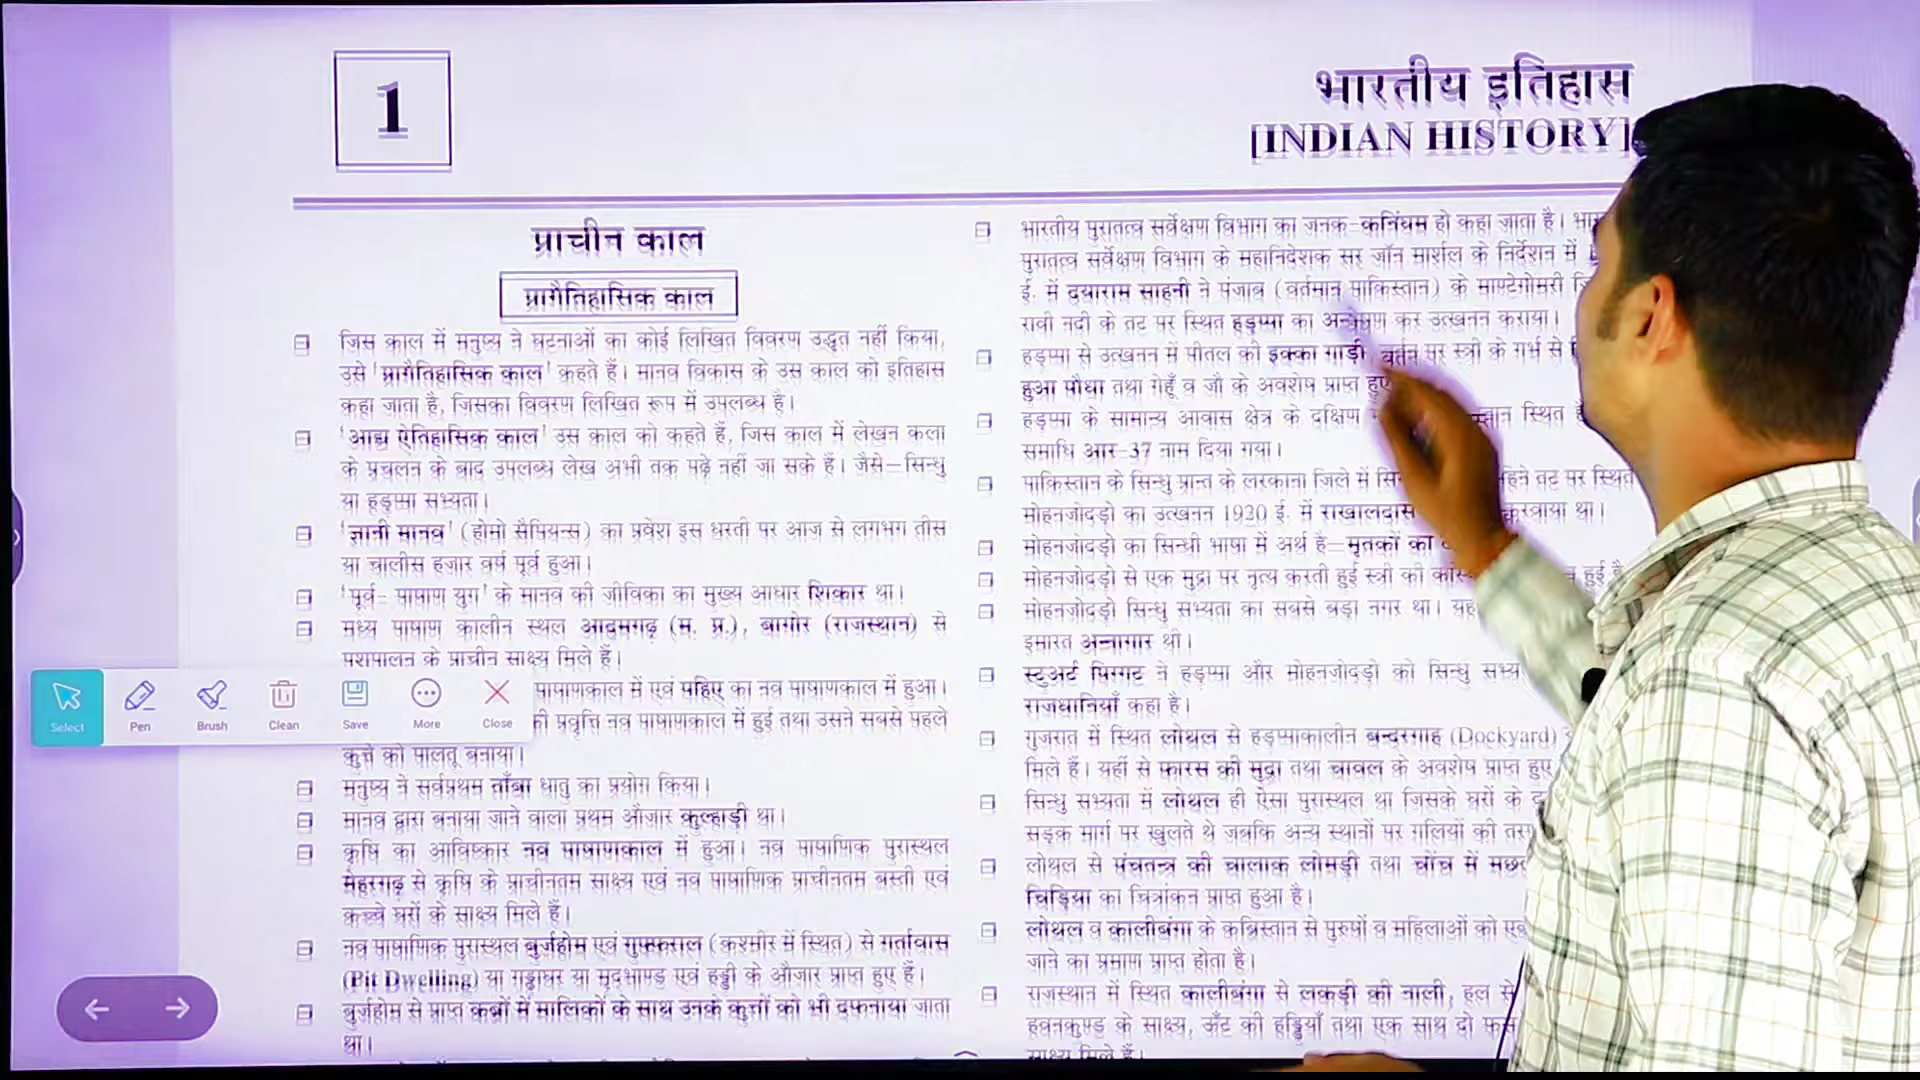 1
भारतीय इतिहास
[INDIAN HISTORY]
प्राचीन काल
प्रागैतिहासिक काल
जिस काल में मनुष्य ने घटनाओं का कोई लिखित विवरण उद्धृत नहीं किया,
उसे 'प्रागैतिहासिक काल' कहते हैं। मानव विकास के उस काल को इतिहास
कहा जाता है, जिसका विवरण लिखित रूप में उपलब्ध है।
'आद्य ऐतिहासिक काल' उस काल को कहते हैं, जिस काल में लेखन कला
के प्रचलन के बाद उपलब्ध लेख अभी तक पढ़े नहीं जा सके हैं। जैसे–सिन्धु
या हड़प्पा सभ्यता।
'ज्ञानी मानव' (होमो सैपियन्स) का प्रवेश इस धरती पर आज से लगभग तीस
या चालीस हजार वर्ष पूर्व हुआ।
'पूर्व- पाषाण युग' के मानव की जीविका का मुख्य आधार शिकार था।
मध्य पाषाण कालीन स्थल आदमगढ़ (म. प्र.), बागोर (राजस्थान) से
पशुपालन के प्राचीन साक्ष्य मिले हैं।
पाषाणकाल में एवं पहिए का नव पाषाणकाल में हुआ।
की प्रवृत्ति नव पाषाणकाल में हुई तथा उसने सबसे पहले
कुत्ते को पालतू बनाया।
मनुष्य ने सर्वप्रथम ताँबा धातु का प्रयोग किया।
मानव द्वारा बनाया जाने वाला प्रथम औजार कुल्हाड़ी था।
कृषि का आविष्कार नव पाषाणकाल में हुआ। नव पाषाणिक पुरास्थल
मेहरगढ़ से कृषि के प्राचीनतम साक्ष्य एवं नव पाषाणिक प्राचीनतम बस्ती एवं
कच्चे घरों के साक्ष्य मिले हैं।
नव पाषाणिक पुरास्थल बुर्जहोम एवं गुफ्फकराल (कश्मीर में स्थित) से गर्तावास
(Pit Dwelling) या गड्ढाघर या मृदभाण्ड एवं हड्डी के औजार प्राप्त हुए हैं।
बुर्जहोम से प्राप्त कब्रों में मालिकों के साथ उनके कुत्तों को भी दफनाया जाता
था।
भारतीय पुरातत्व सर्वेक्षण विभाग का जनक–कनिंघम को कहा जाता है।
पुरातत्व सर्वेक्षण विभाग के महानिदेशक सर जॉन मार्शल के निर्देशन में
ई. में दयाराम साहनी ने पंजाब (वर्तमान पाकिस्तान) के माण्टगोमरी
रावी नदी के तट पर स्थित हड़प्पा का अन्वेषण कर उत्खनन कराया।
हड़प्पा से उत्खनन में पीतल की इक्का गाड़ी, बर्तन पर स्त्री के गर्भ से
हुआ पौधा तथा गेहूँ व जौ के अवशेष प्राप्त हुए
हड़प्पा के सामान्य आवास क्षेत्र के दक्षिण स्थित
समाधि आर–37 नाम दिया गया।
पाकिस्तान के सिन्धु प्रान्त के लरकाना जिले में तट पर स्थित
मोहनजोदड़ो का उत्खनन 1920 ई. में राखालदास करवाया था।
मोहनजोदड़ो का सिन्धी भाषा में अर्थ है–मृतकों का
मोहनजोदड़ो से एक मुद्रा पर नृत्य करती हुई स्त्री की हुई
मोहनजोदड़ो सिन्धु सभ्यता का सबसे बड़ा नगर था।
इमारत अन्नागार थी।
स्टुअर्ट पिग्गट ने हड़प्पा और मोहनजोदड़ो को सिन्धु
राजधानियाँ कहा है।
गुजरात में स्थित लोथल से हड़प्पाकालीन बन्दरगाह (Dockyard)
मिले हैं। यहीं से फारस की मुद्रा तथा चावल के अवशेष प्राप्त हुए
सिन्धु सभ्यता में लोथल ही ऐसा पुरास्थल था जिसके घरों के
सड़क मार्ग पर खुलते थे जबकि अन्य स्थानों पर गलियों की
लोथल से पंचतन्त्र की चालाक लोमड़ी तथा चोंच में
चिड़िया का चित्रांकन प्राप्त हुआ है।
लोथल व कालीबंगा के कब्रिस्तान से पुरुषों व महिलाओं को
जाने का प्रमाण प्राप्त होता है।
राजस्थान में स्थित कालीबंगा से लकड़ी की नाली, हल से
हवनकुण्ड के साक्ष्य, ऊँट की हड्डियाँ तथा एक साथ दो
साक्ष्य मिले हैं।
Select
Pen
Brush
Clean
Save
More
Close